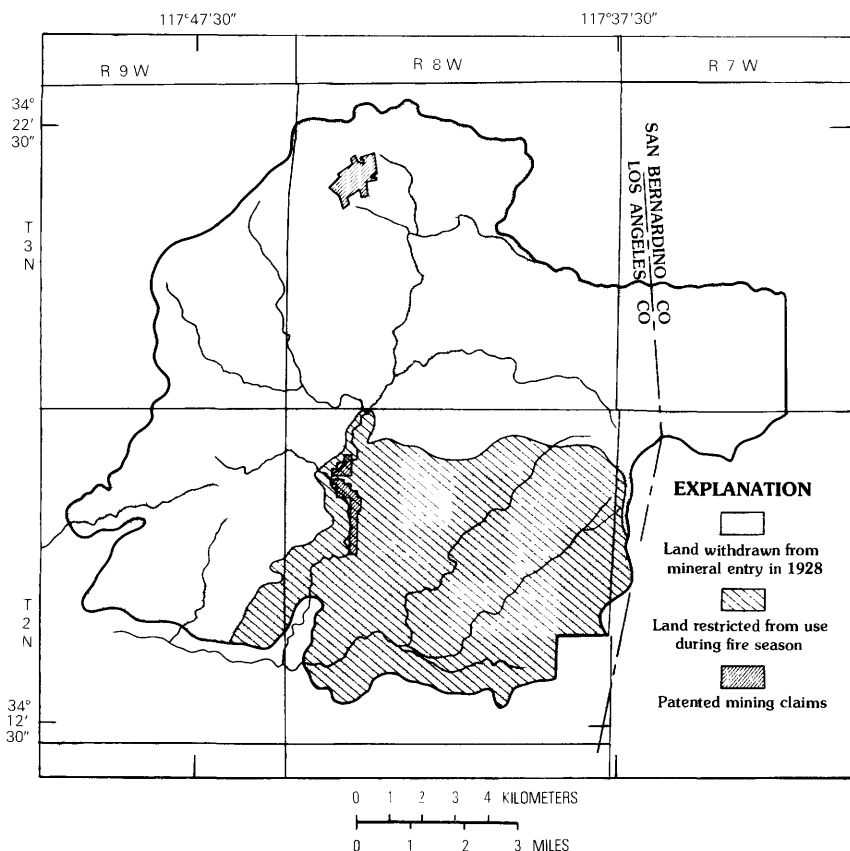 117°47'30"
117°37'30"
R 9 W
R 8 W
R 7 W
34°
22'
30"
SAN BERNARDINO CO
LOS ANGELES CO
T
3
N
EXPLANATION
Land withdrawn from
mineral entry in 1928
Land restricted from use
during fire season
Patented mining claims
T
2
N
34°
12'
30"
0 1 2 3 4 KILOMETERS
0 1 2 3 MILES